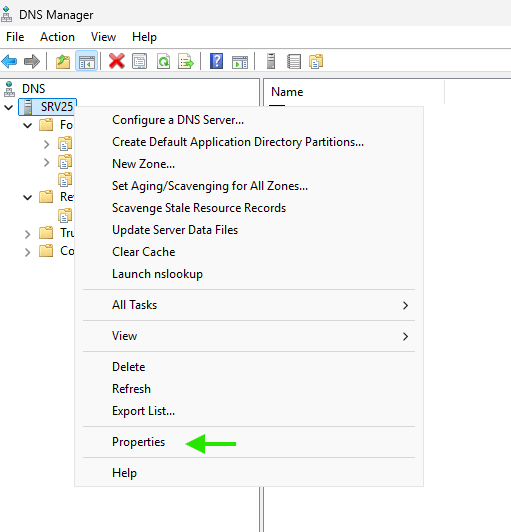 DNS Manager
File Action View Help
DNS
SRV25
Fo
Re
Tru
Co
Name
Configure a DNS Server...
Create Default Application Directory Partitions...
New Zone...
Set Aging/Scavenging for All Zones...
Scavenge Stale Resource Records
Update Server Data Files
Clear Cache
Launch nslookup
All Tasks
View
Delete
Refresh
Export List...
Properties
Help